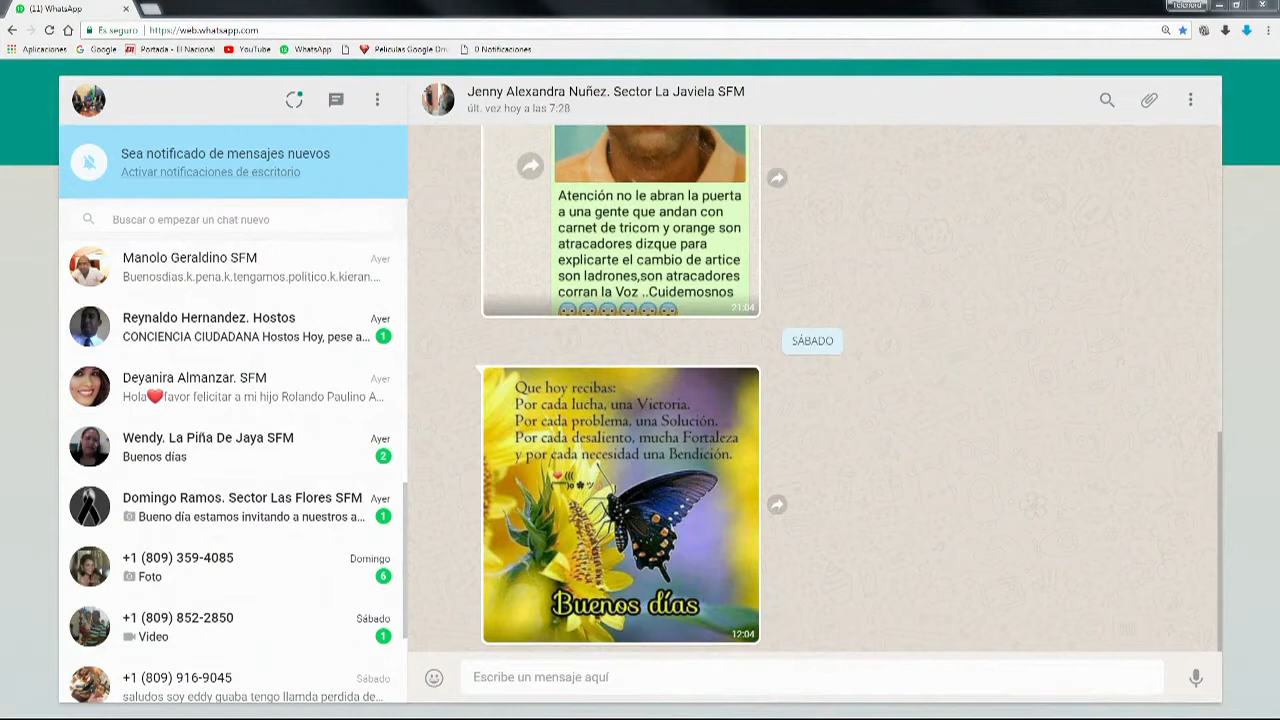 (11) WhatsApp
Telenord
Es seguro https://web.whatsapp.com
Aplicaciones Google Portada - El Nacional YouTube WhatsApp Peliculas Google Dri 0 Notificaciones
Jenny Alexandra Nuñez. Sector La Javiela SFM
últ. vez hoy a las 7:28
Sea notificado de mensajes nuevos
Activar notificaciones de escritorio
Buscar o empezar un chat nuevo
Manolo Geraldino SFM Ayer
Buenosdias.k.pena.k.tengamos.politico.k.kieran....
Reynaldo Hernandez. Hostos Ayer
CONCIENCIA CIUDADANA Hostos Hoy, pese a... 1
Deyanira Almanzar. SFM Ayer
Hola❤favor felicitar a mi hijo Rolando Paulino A...
Wendy. La Piña De Jaya SFM Ayer
Buenos días 2
Domingo Ramos. Sector Las Flores SFM Ayer
Bueno día estamos invitando a nuestros a... 1
+1 (809) 359-4085 Domingo
Foto 6
+1 (809) 852-2850 Sábado
Video 1
+1 (809) 916-9045 Sábado
saludos soy eddy guaba tengo llamda perdida de...
Atención no le abran la puerta
a una gente que andan con
carnet de tricom y orange son
atracadores dizque para
explicarte el cambio de artice
son ladrones,son atracadores
corran la Voz ..Cuidemosnos
21:04
SÁBADO
Que hoy recibas:
Por cada lucha, una Victoria.
Por cada problema, una Solución.
Por cada desaliento, mucha Fortaleza
y por cada necesidad una Bendición.
Buenos días
12:04
Escribe un mensaje aquí